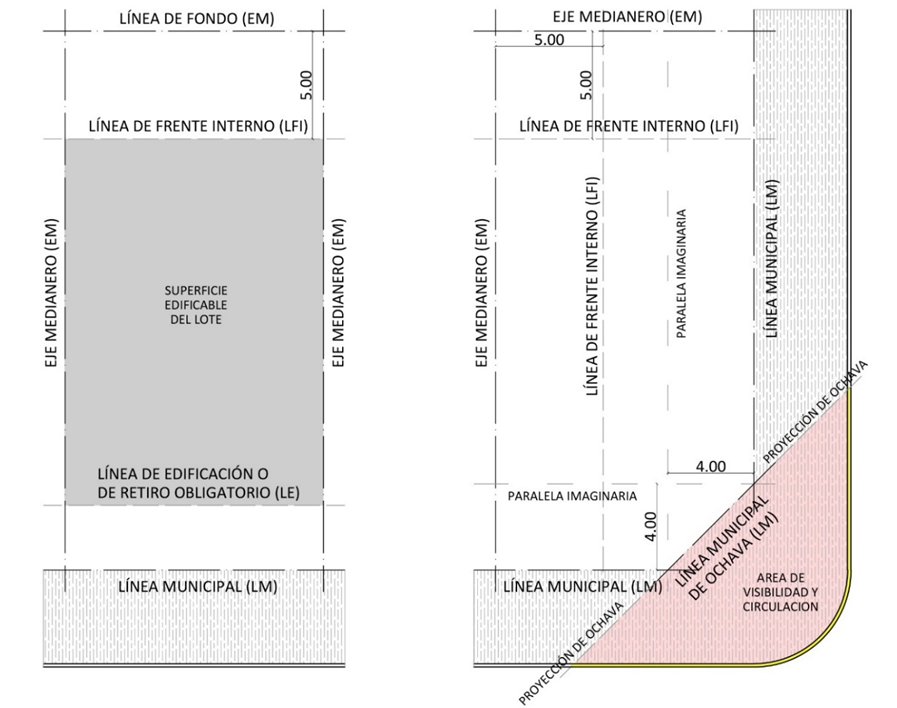 LÍNEA DE FONDO (EM)
5.00
LÍNEA DE FRENTE INTERNO (LFI)
EJE MEDIANERO (EM)
EJE MEDIANERO (EM)
SUPERFICIE
EDIFICABLE
DEL LOTE
LÍNEA DE EDIFICACIÓN O
DE RETIRO OBLIGATORIO (LE)
LÍNEA MUNICIPAL (LM)
EJE MEDIANERO (EM)
5.00
5.00
LÍNEA DE FRENTE INTERNO (LFI)
EJE MEDIANERO (EM)
LÍNEA DE FRENTE INTERNO (LFI)
PARALELA IMAGINARIA
LÍNEA MUNICIPAL (LM)
PROYECCIÓN DE OCHAVA
4.00
PARALELA IMAGINARIA
4.00
LÍNEA MUNICIPAL
DE OCHAVA (LM)
LÍNEA MUNICIPAL (LM)
AREA DE
VISIBILIDAD Y
CIRCULACION
PROYECCIÓN DE OCHAVA